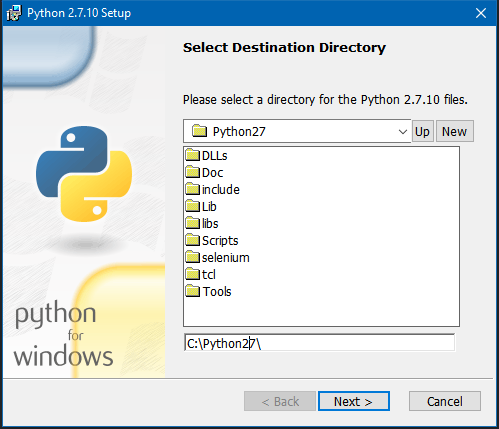 Python 2.7.10 Setup
Select Destination Directory
Please select a directory for the Python 2.7.10 files.
Python27
Up
New
DLLs
Doc
include
Lib
libs
Scripts
selenium
tcl
Tools
C:\Python27\
python
for
windows
< Back
Next >
Cancel